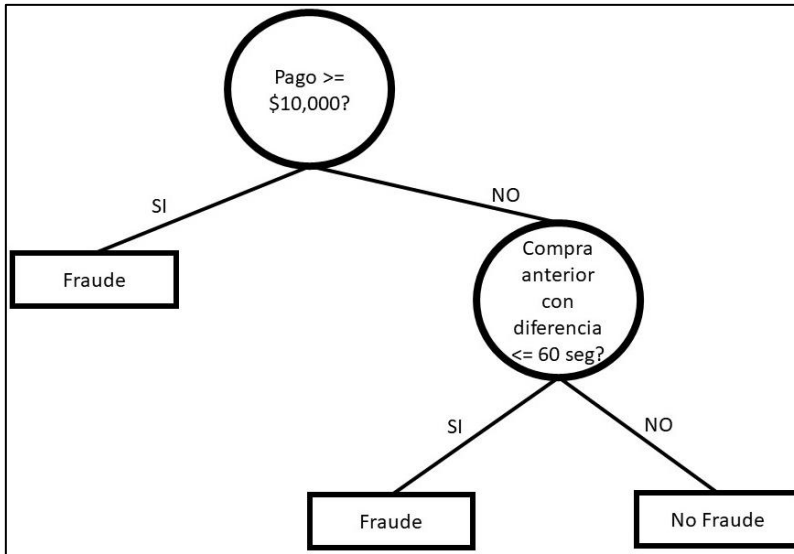 Pago >=
$10,000?
SI
NO
Fraude
Compra
anterior
con
diferencia
<= 60 seg?
SI
NO
Fraude
No Fraude